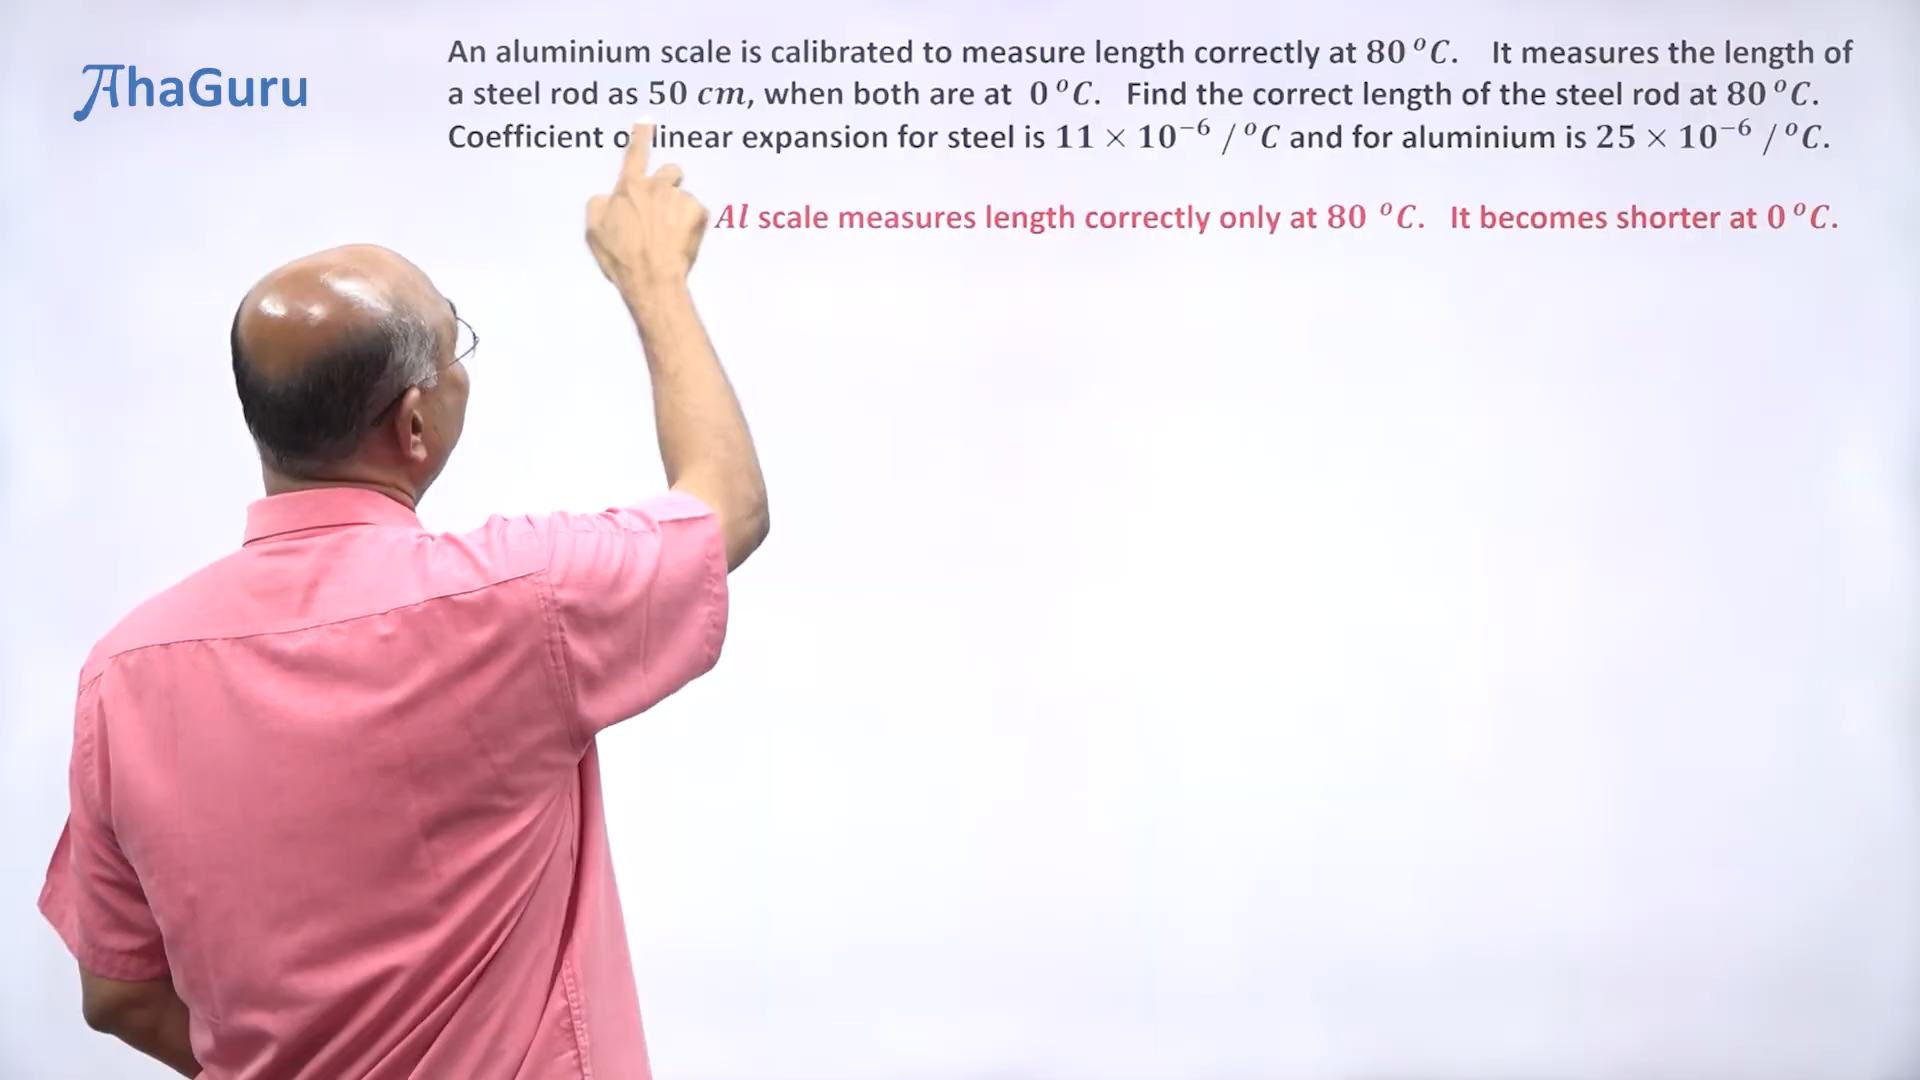 AhaGuru
An aluminium scale is calibrated to measure length correctly at 80 °C. It measures the length of
a steel rod as 50 cm, when both are at 0 °C. Find the correct length of the steel rod at 80 °C.
Coefficient linear expansion for steel is 11 × 10⁻⁶ / °C and for aluminium is 25 × 10⁻⁶ / °C.
Al scale measures length correctly only at 80 °C. It becomes shorter at 0 °C.